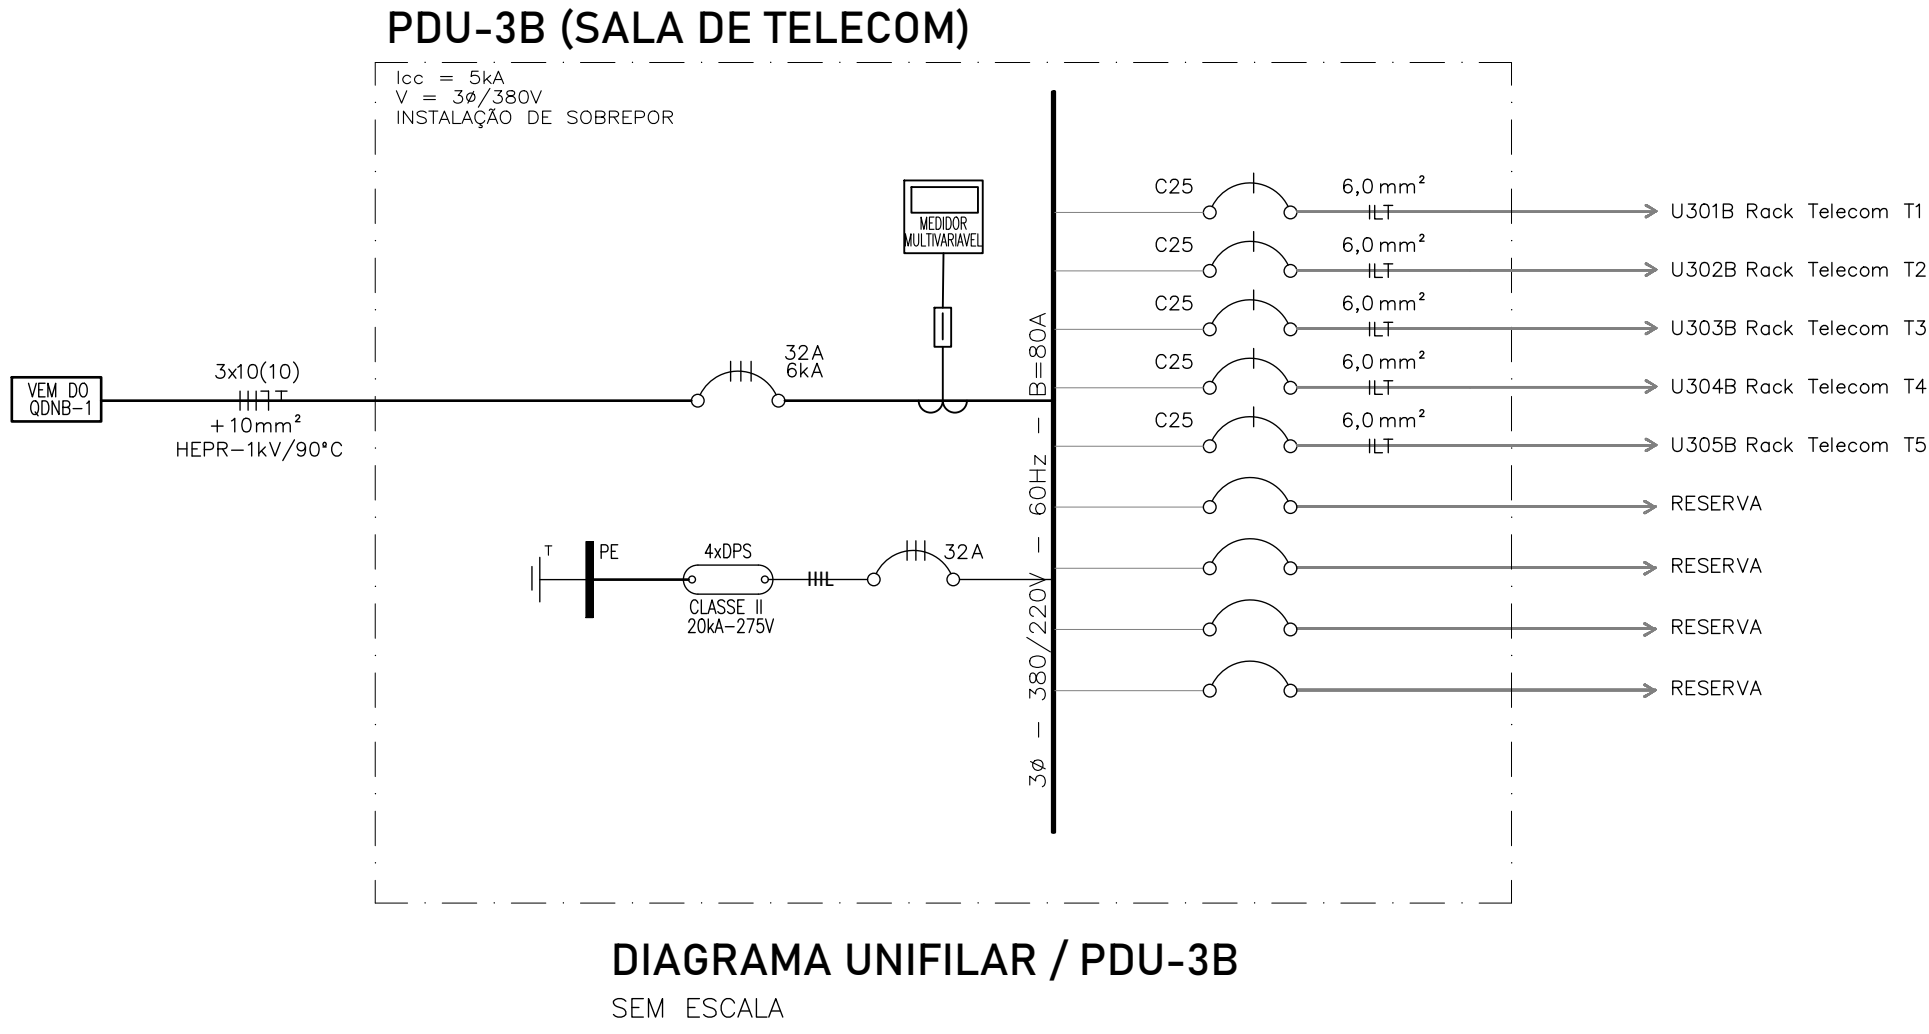 PDU-3B (SALA DE TELECOM)
Icc = 5kA
V = 3ø/380V
INSTALAÇÃO DE SOBREPOR
MEDIDOR
MULTIVARIAVEL
VEM DO
QDNB-1
3x10(10)
T
+10mm²
HEPR-1kV/90°C
32A
6kA
T
PE
4xDPS
CLASSE II
20kA-275V
32A
3ø - 380/220V - 60Hz - B=80A
C25
6,0 mm²
U301B Rack Telecom T1
C25
6,0 mm²
U302B Rack Telecom T2
C25
6,0 mm²
U303B Rack Telecom T3
C25
6,0 mm²
U304B Rack Telecom T4
C25
6,0 mm²
U305B Rack Telecom T5
RESERVA
RESERVA
RESERVA
RESERVA
DIAGRAMA UNIFILAR / PDU-3B
SEM ESCALA